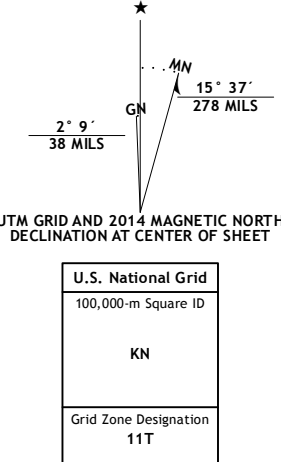 ★
MN
15° 37´
278 MILS
GN
2° 9´
38 MILS
UTM GRID AND 2014 MAGNETIC NORTH
DECLINATION AT CENTER OF SHEET
U.S. National Grid
100,000-m Square ID
KN
Grid Zone Designation
11T